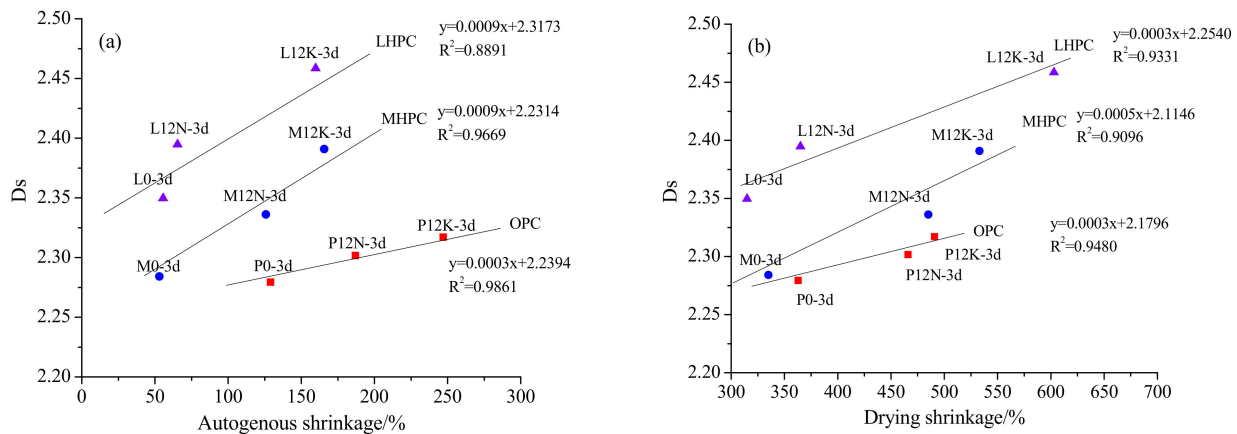 (a)
y=0.0009x+2.3173
R²=0.8891
LHPC
L12K-3d
y=0.0009x+2.2314
R²=0.9669
MHPC
L12N-3d
M12K-3d
L0-3d
M12N-3d
P12K-3d
OPC
P12N-3d
M0-3d
P0-3d
y=0.0003x+2.2394
R²=0.9861
2.50
2.45
2.40
2.35
2.30
2.25
2.20
Ds
0 50 100 150 200 250 300
Autogenous shrinkage/%
(b)
y=0.0003x+2.2540
R²=0.9331
LHPC
L12K-3d
y=0.0005x+2.1146
R²=0.9096
MHPC
L12N-3d
M12K-3d
L0-3d
M12N-3d
y=0.0003x+2.1796
R²=0.9480
OPC
M0-3d
P12K-3d
P12N-3d
P0-3d
2.50
2.45
2.40
2.35
2.30
2.25
2.20
Ds
300 350 400 450 500 550 600 650 700
Drying shrinkage/%